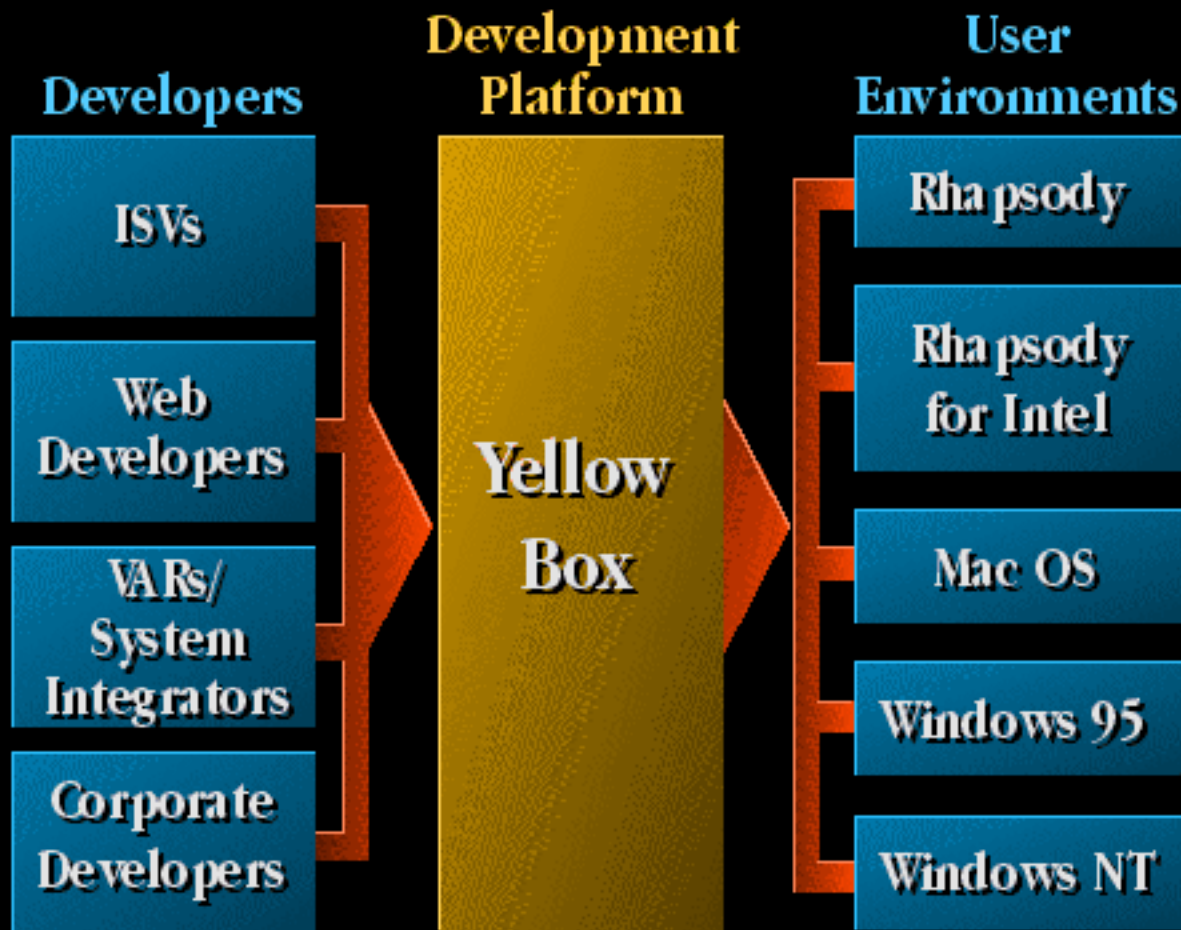 Developers
ISVs
Web
Developers
VARs/
System
Integrators
Corporate
Developers
Development
Platform
Yellow
Box
User
Environments
Rhapsody
Rhapsody
for Intel
Mac OS
Windows 95
Windows NT